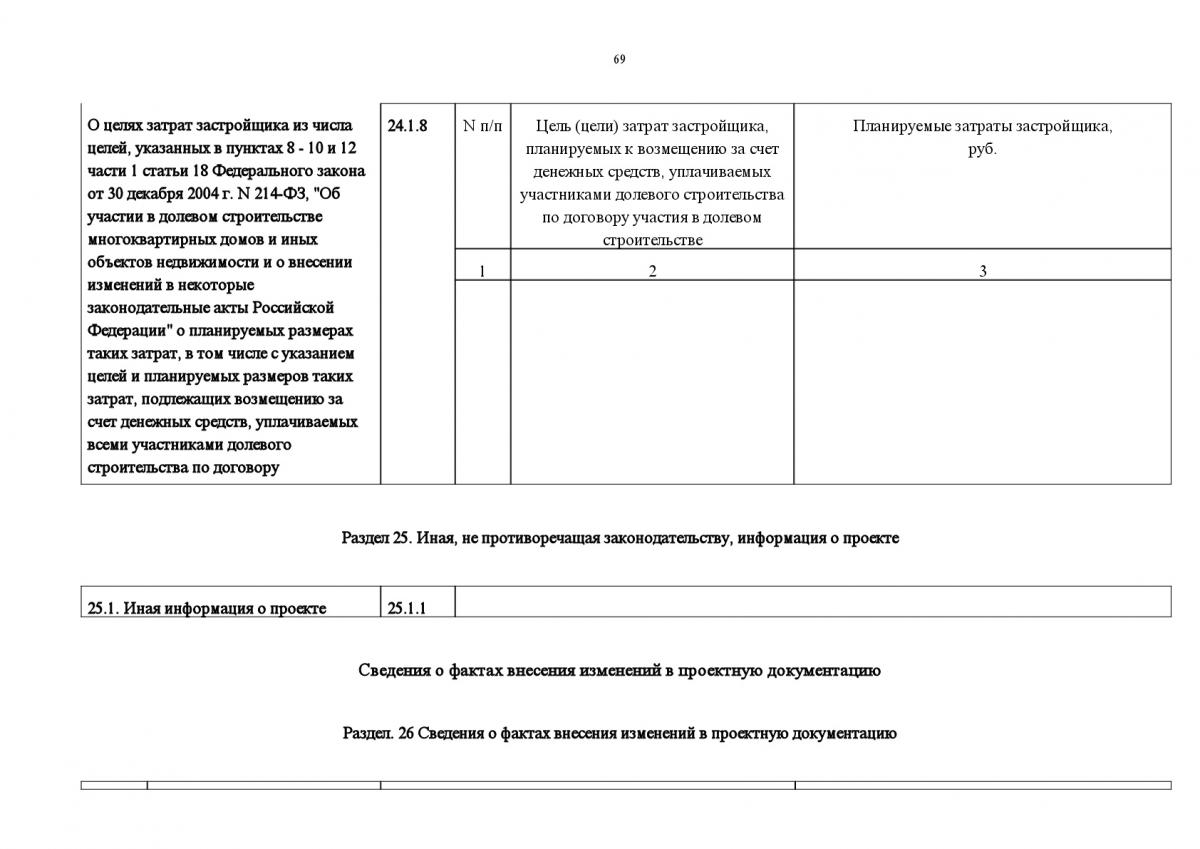 69
О целях затрат застройщика из числа
целей, указанных в пунктах 8 - 10 и 12
части 1 статьи 18 Федерального закона
от 30 декабря 2004 г. N 214-ФЗ, "Об
участии в долевом строительстве
многоквартирных домов и иных
объектов недвижимости и о внесении
изменений в некоторые
законодательные акты Российской
Федерации" о планируемых размерах
таких затрат, в том числе с указанием
целей и планируемых размеров таких
затрат, подлежащих возмещению за
счет денежных средств, уплачиваемых
всеми участниками долевого
строительства по договору
24.1.8
N п/п
Цель (цели) затрат застройщика,
планируемых к возмещению за счет
денежных средств, уплачиваемых
участниками долевого строительства
по договору участия в долевом
строительстве
Планируемые затраты застройщика,
руб.
1
2
3
Раздел 25. Иная, не противоречащая законодательству, информация о проекте
25.1. Иная информация о проекте
25.1.1
Сведения о фактах внесения изменений в проектную документацию
Раздел. 26 Сведения о фактах внесения изменений в проектную документацию